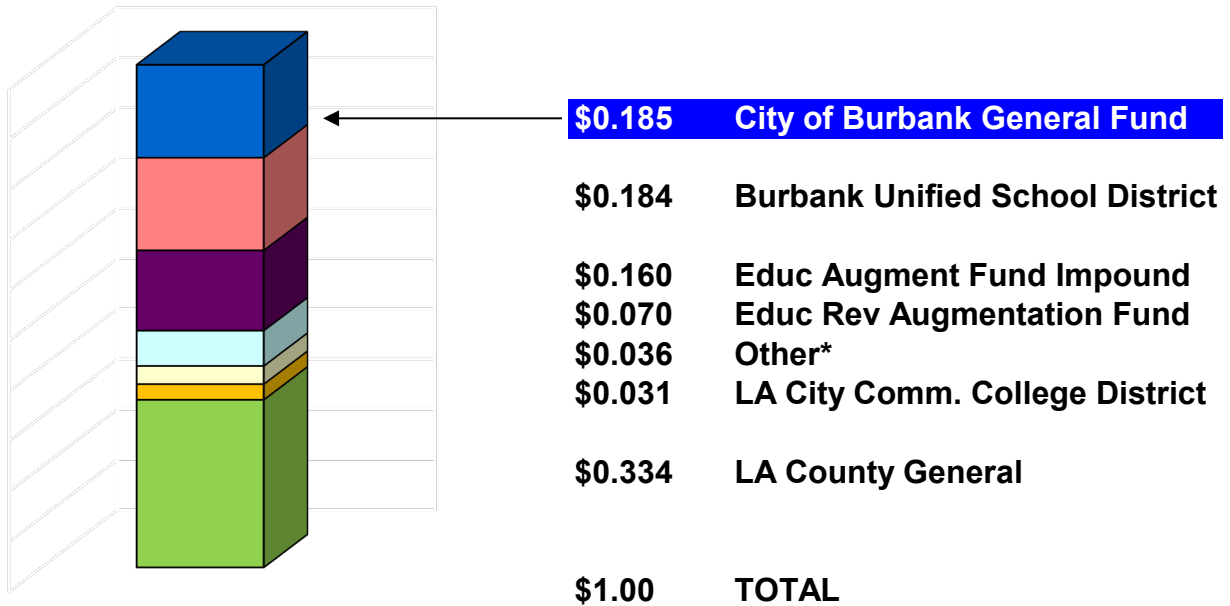 $0.185 City of Burbank General Fund
$0.184 Burbank Unified School District
$0.160 Educ Augment Fund Impound
$0.070 Educ Rev Augmentation Fund
$0.036 Other*
$0.031 LA City Comm. College District
$0.334 LA County General
$1.00 TOTAL